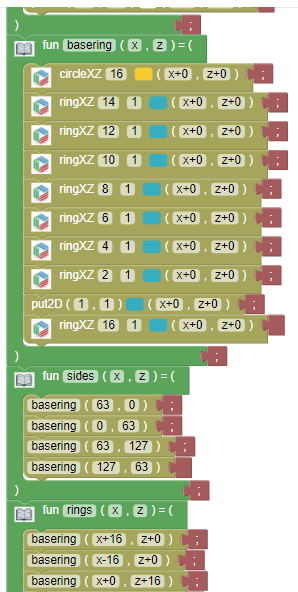 ) ;
fun basering ( x , z ) = (
circleXZ 16 ( x+0 , z+0 ) ;
ringXZ 14 1 ( x+0 , z+0 ) ;
ringXZ 12 1 ( x+0 , z+0 ) ;
ringXZ 10 1 ( x+0 , z+0 ) ;
ringXZ 8 1 ( x+0 , z+0 ) ;
ringXZ 6 1 ( x+0 , z+0 ) ;
ringXZ 4 1 ( x+0 , z+0 ) ;
ringXZ 2 1 ( x+0 , z+0 ) ;
put2D ( 1 , 1 ) ( x+0 , z+0 ) ;
ringXZ 16 1 ( x+0 , z+0 ) ;
) ;
fun sides ( x , z ) = (
basering ( 63 , 0 ) ;
basering ( 0 , 63 ) ;
basering ( 63 , 127 ) ;
basering ( 127 , 63 ) ;
) ;
fun rings ( x , z ) = (
basering ( x+16 , z+0 ) ;
basering ( x-16 , z+0 ) ;
basering ( x+0 , z+16 ) ;